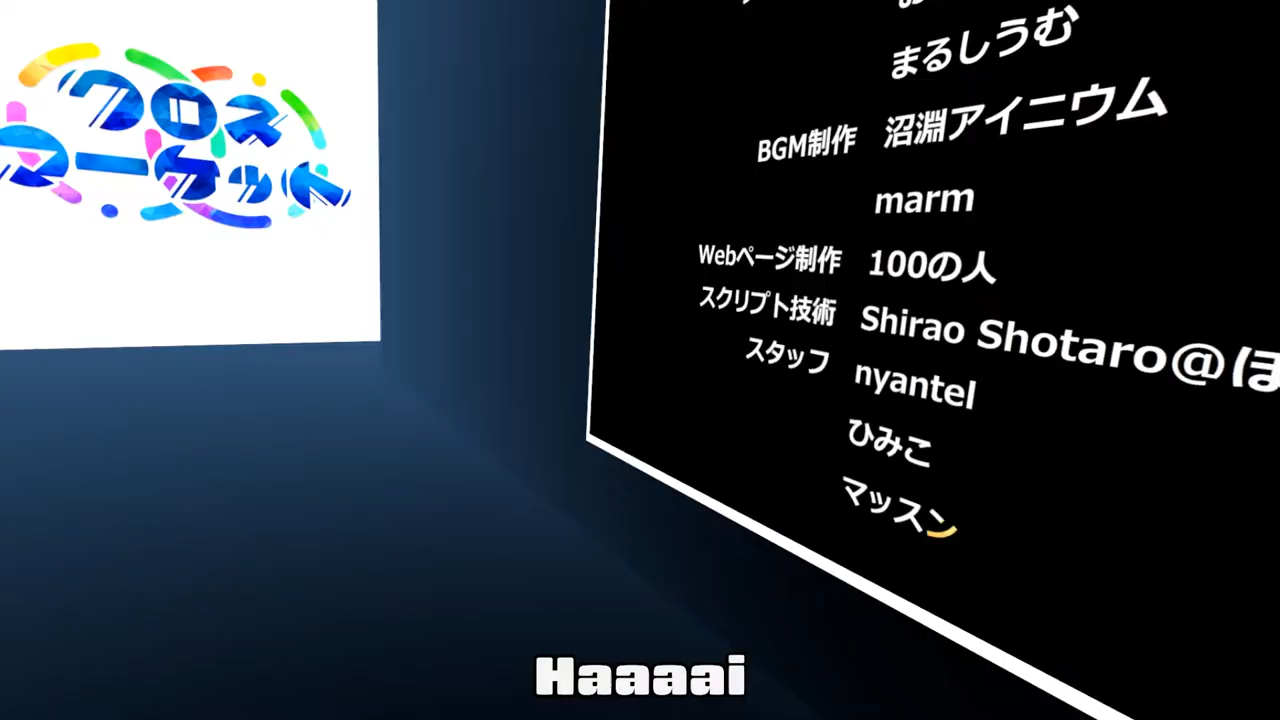 クロス
マーケット
まるしうむ
BGM制作 沼淵アイニウム
marm
Webページ制作 100の人
スクリプト技術 Shirao Shotaro@ほ
スタッフ nyantel
ひみこ
マッスン
Haaaai